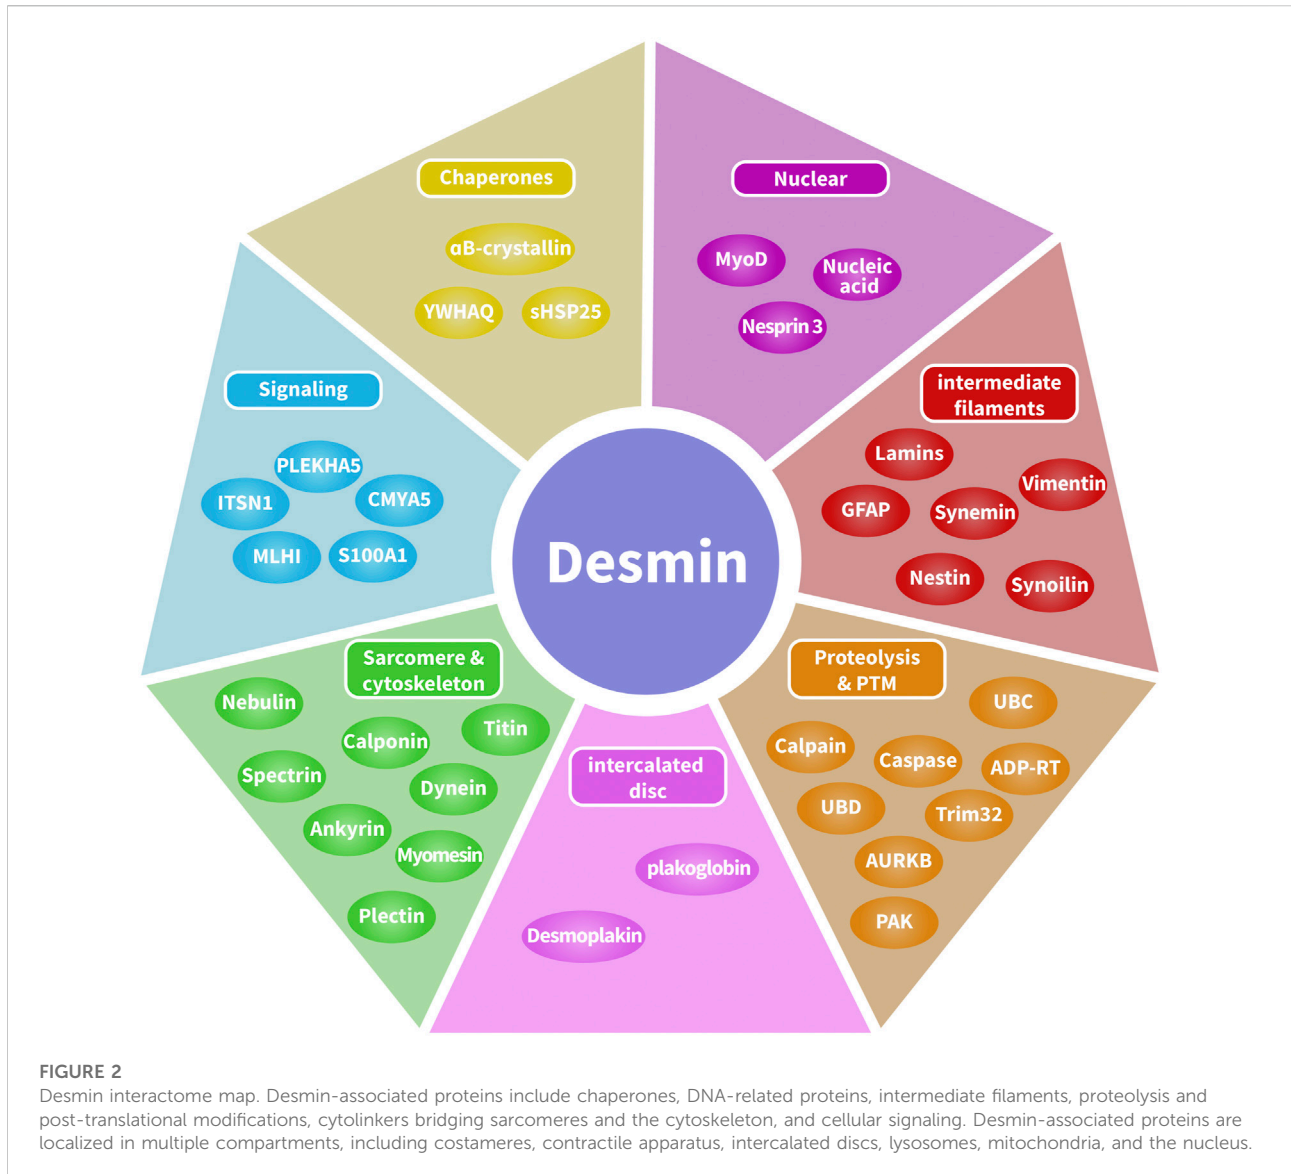 Chaperones
αB-crystallin
YWHAQ
sHSP25
Nuclear
MyoD
Nucleic
acid
Nesprin 3
Signaling
PLEKHA5
ITSN1
CMYA5
MLHI
S100A1
intermediate
filaments
Lamins
Vimentin
GFAP
Synemin
Nestin
Synoilin
Desmin
Sarcomere &
cytoskeleton
Nebulin
Titin
Calponin
Spectrin
Dynein
Ankyrin
Myomesin
Plectin
intercalated
disc
plakoglobin
Desmoplakin
Proteolysis
& PTM
UBC
Calpain
Caspase
ADP-RT
UBD
Trim32
AURKB
PAK
FIGURE 2
Desmin interactome map. Desmin-associated proteins include chaperones, DNA-related proteins, intermediate filaments, proteolysis and
post-translational modifications, cytolinkers bridging sarcomeres and the cytoskeleton, and cellular signaling. Desmin-associated proteins are
localized in multiple compartments, including costameres, contractile apparatus, intercalated discs, lysosomes, mitochondria, and the nucleus.